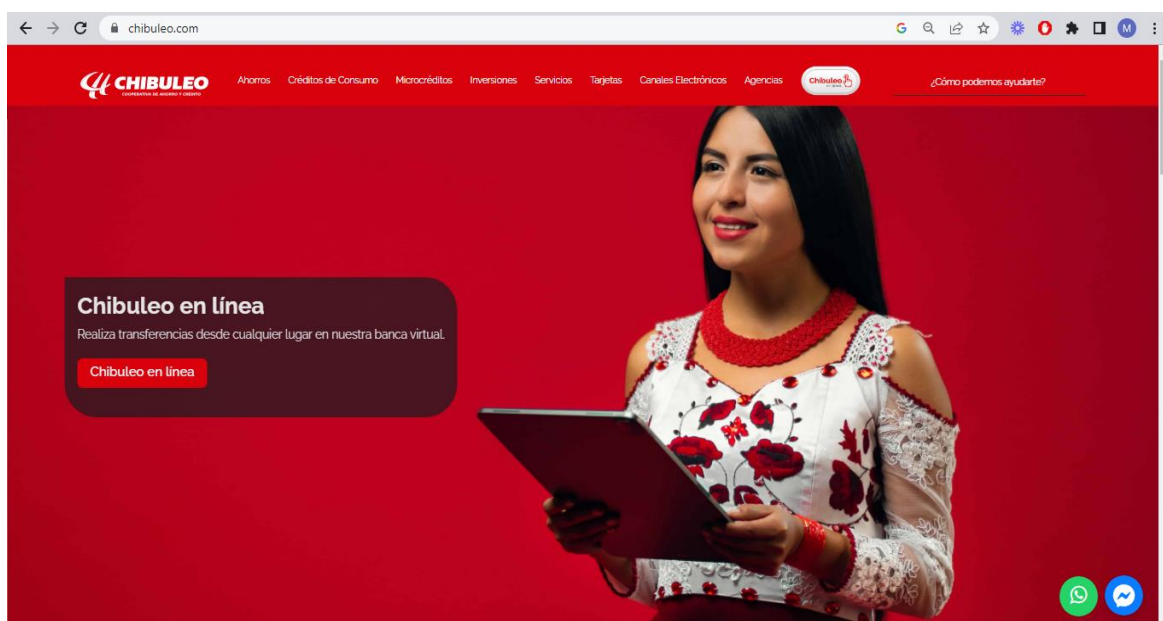 chibuleo.com
G
M
CHIBULEO
COOPERATIVA DE AHORRO Y CRÉDITO
Ahorros
Créditos de Consumo
Microcréditos
Inversiones
Servicios
Tarjetas
Canales Electrónicos
Agencias
Chibuleo
¿Cómo podemos ayudarte?
Chibuleo en línea
Realiza transferencias desde cualquier lugar en nuestra banca virtual.
Chibuleo en línea